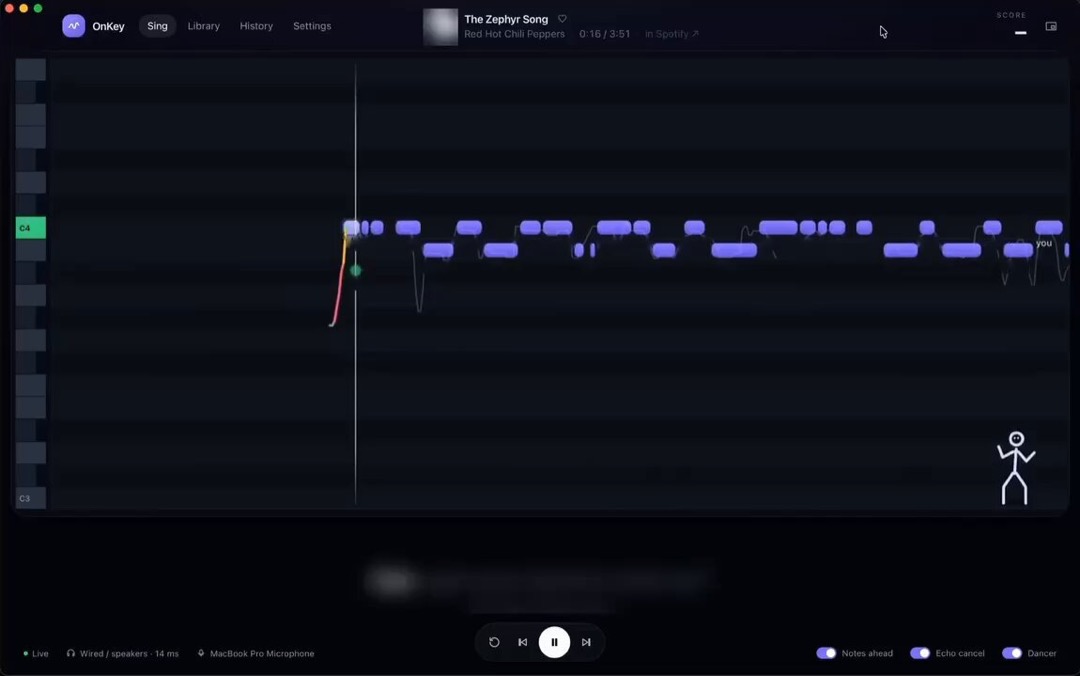 OnKey Sing Library History Settings
The Zephyr Song
Red Hot Chili Peppers 0:16 / 3:51 in Spotify ↗
SCORE
C4
you
C3
Live Wired / speakers · 14 ms MacBook Pro Microphone
Notes ahead Echo cancel Dancer